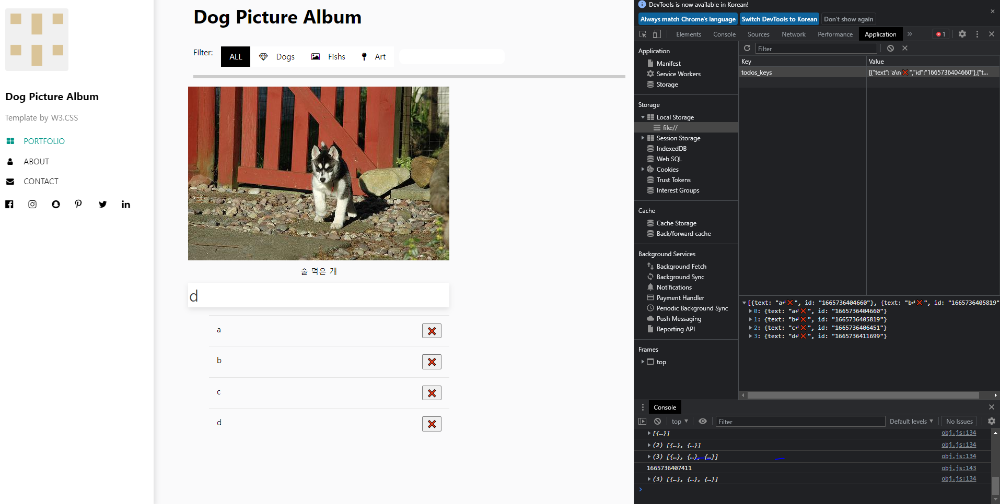 Dog Picture Album
Template by W3.CSS
PORTFOLIO
ABOUT
CONTACT
Dog Picture Album
Filter:
ALL
Dogs
Fishs
Art
술 먹은 개
d
a
b
c
d
DevTools is now available in Korean!
Always match Chrome's language
Switch DevTools to Korean
Don't show again
Elements
Console
Sources
Network
Performance
Application
1
Application
Manifest
Service Workers
Storage
Storage
Local Storage
file://
Session Storage
IndexedDB
Web SQL
Cookies
Trust Tokens
Interest Groups
Cache
Cache Storage
Back/forward cache
Background Services
Background Fetch
Background Sync
Notifications
Payment Handler
Periodic Background Sync
Push Messaging
Reporting API
Frames
top
Filter
Key Value
todos_keys [{"text":"a\n❌","id":"1665736404660"},{"t...
[{text: "a↵❌", id: "1665736404660"}, {text: "b↵❌", id: "1665736405819"
0: {text: "a↵❌", id: "1665736404660"}
1: {text: "b↵❌", id: "1665736405819"}
2: {text: "c↵❌", id: "1665736406451"}
3: {text: "d↵❌", id: "1665736411699"}
Console
top
Filter
Default levels
No Issues
[{…}] obj.js:134
(2) [{…}, {…}] obj.js:134
(3) [{…}, {…}, {…}] obj.js:134
1665736407411 obj.js:143
(3) [{…}, {…}, {…}] obj.js:134